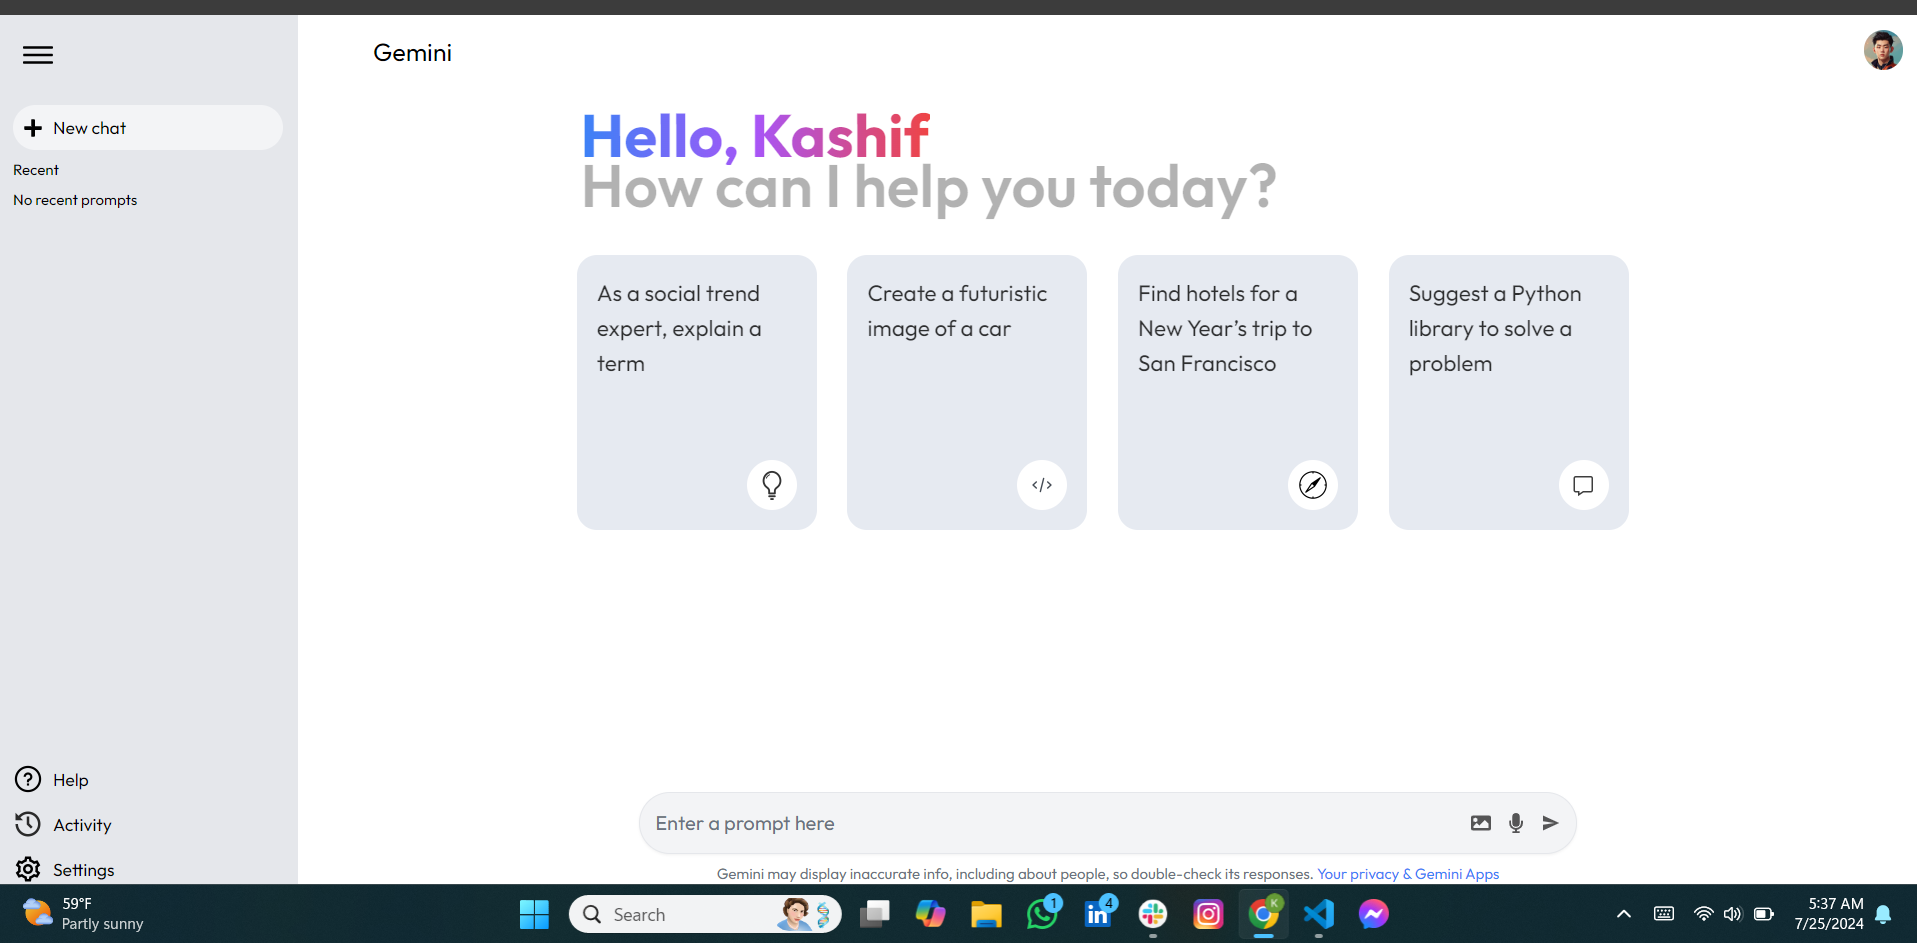 Gemini
New chat
Recent
No recent prompts
Hello, Kashif
How can I help you today?
As a social trend
expert, explain a
term
Create a futuristic
image of a car
</>
Find hotels for a
New Year’s trip to
San Francisco
Suggest a Python
library to solve a
problem
Help
Activity
Settings
Enter a prompt here
Gemini may display inaccurate info, including about people, so double-check its responses. Your privacy & Gemini Apps
59°F
Partly sunny
Search
1
in
4
K
5:37 AM
7/25/2024